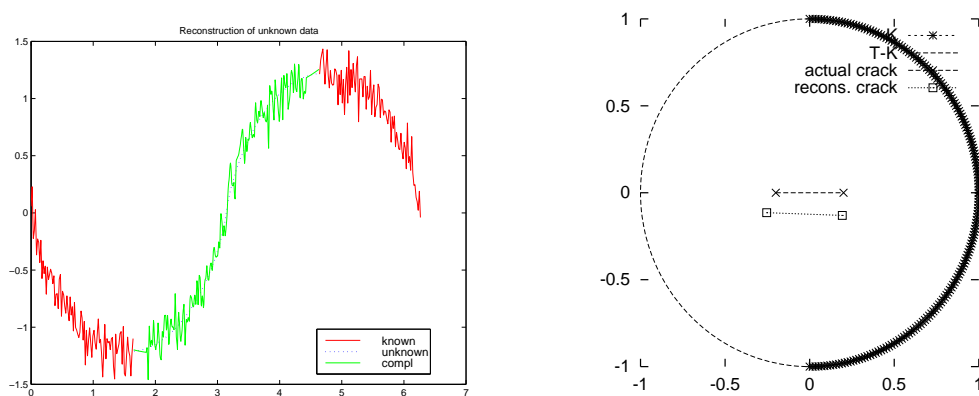 Reconstruction of unknown data
1.5
1
0.5
0
−0.5
−1
−1.5
0 1 2 3 4 5 6 7
known
unknown
compl
1
0.5
0
-0.5
-1
-1 -0.5 0 0.5 1
K
T-K
actual crack
recons. crack